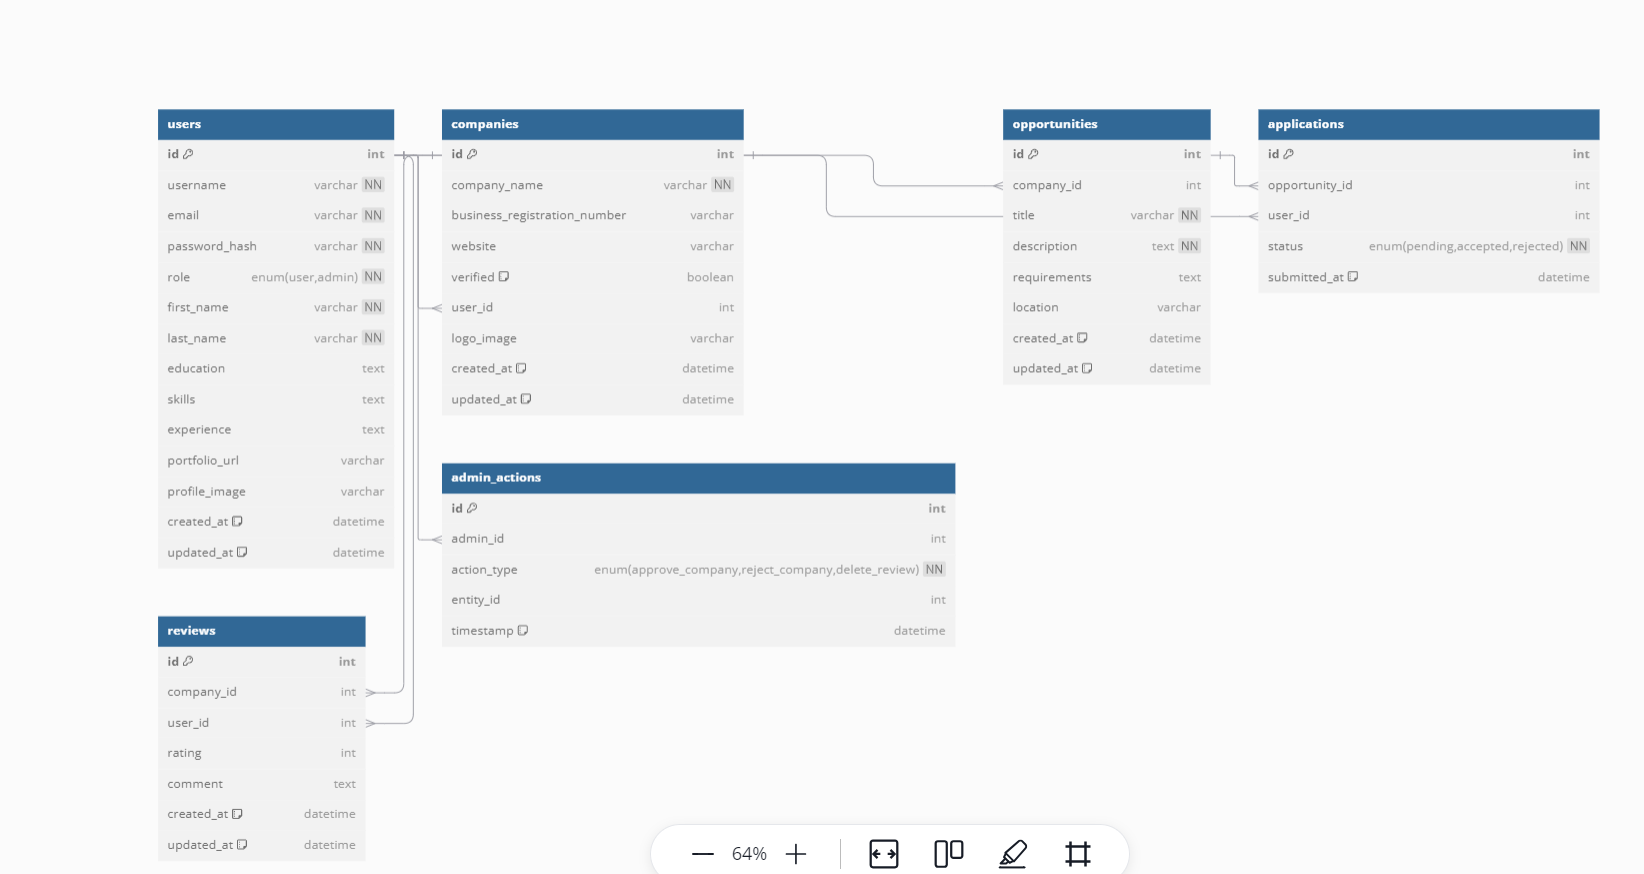 users
id int
username varchar NN
email varchar NN
password_hash varchar NN
role enum(user,admin) NN
first_name varchar NN
last_name varchar NN
education text
skills text
experience text
portfolio_url varchar
profile_image varchar
created_at datetime
updated_at datetime
companies
id int
company_name varchar NN
business_registration_number varchar
website varchar
verified boolean
user_id int
logo_image varchar
created_at datetime
updated_at datetime
opportunities
id int
company_id int
title varchar NN
description text NN
requirements text
location varchar
created_at datetime
updated_at datetime
applications
id int
opportunity_id int
user_id int
status enum(pending,accepted,rejected) NN
submitted_at datetime
admin_actions
id int
admin_id int
action_type enum(approve_company,reject_company,delete_review) NN
entity_id int
timestamp datetime
reviews
id int
company_id int
user_id int
rating int
comment text
created_at datetime
updated_at datetime
64%